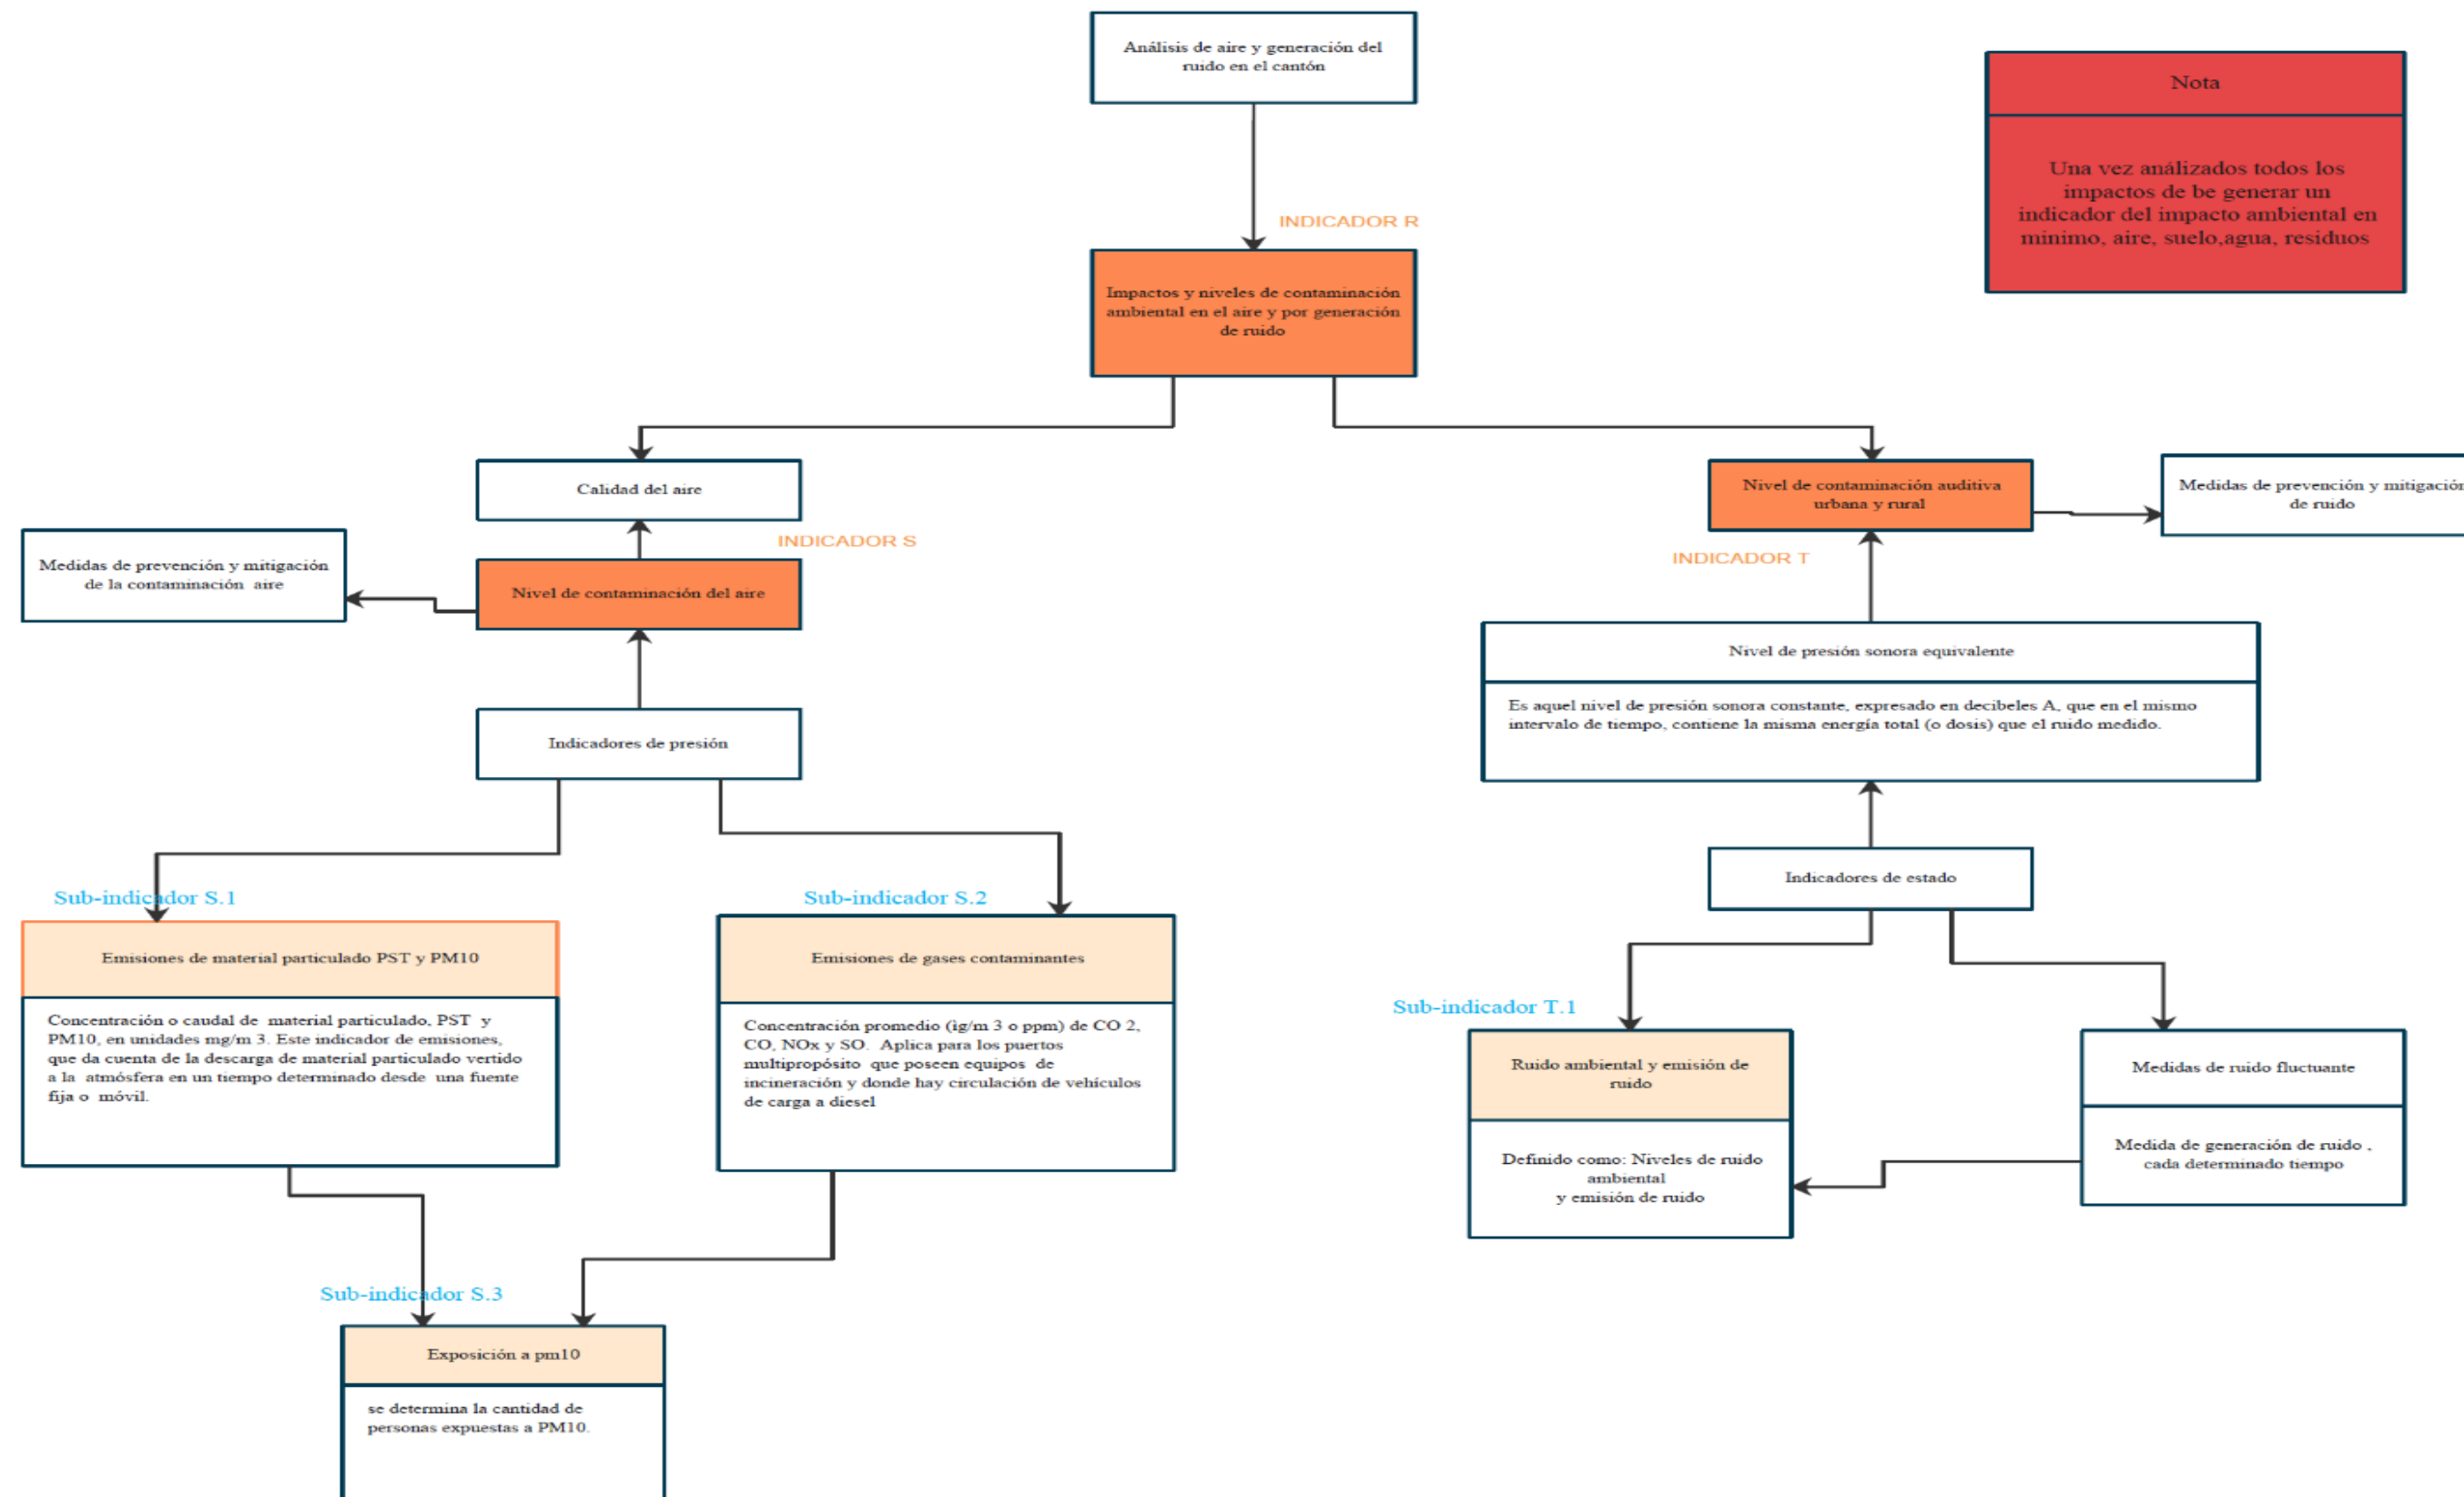 Análisis de aire y generación del
ruido en el cantón
Nota
Una vez análizados todos los
impactos de be generar un
indicador del impacto ambiental en
minimo, aire, suelo,agua, residuos
INDICADOR R
Impactos y niveles de contaminación
ambiental en el aire y por generación
de ruido
Calidad del aire
Nivel de contaminación auditiva
urbana y rural
Medidas de prevención y mitigación
de ruido
INDICADOR S
INDICADOR T
Medidas de prevención y mitigación
de la contaminación aire
Nivel de contaminación del aire
Nivel de presión sonora equivalente
Es aquel nivel de presión sonora constante, expresado en decibeles A, que en el mismo
intervalo de tiempo, contiene la misma energía total (o dosis) que el ruido medido.
Indicadores de presión
Indicadores de estado
Sub-indicador S.1
Emisiones de material particulado PST y PM10
Concentración o caudal de material particulado, PST y
PM10, en unidades mg/m 3. Este indicador de emisiones,
que da cuenta de la descarga de material particulado vertido
a la atmósfera en un tiempo determinado desde una fuente
fija o móvil.
Sub-indicador S.2
Emisiones de gases contaminantes
Concentración promedio (ìg/m 3 o ppm) de CO 2,
CO, NOx y SO. Aplica para los puertos
multipropósito que poseen equipos de
incineración y donde hay circulación de vehículos
de carga a diesel
Sub-indicador T.1
Ruido ambiental y emisión de
ruido
Definido como: Niveles de ruido
ambiental
y emisión de ruido
Medidas de ruido fluctuante
Medida de generación de ruido ,
cada determinado tiempo
Sub-indicador S.3
Exposición a pm10
se determina la cantidad de
personas expuestas a PM10.